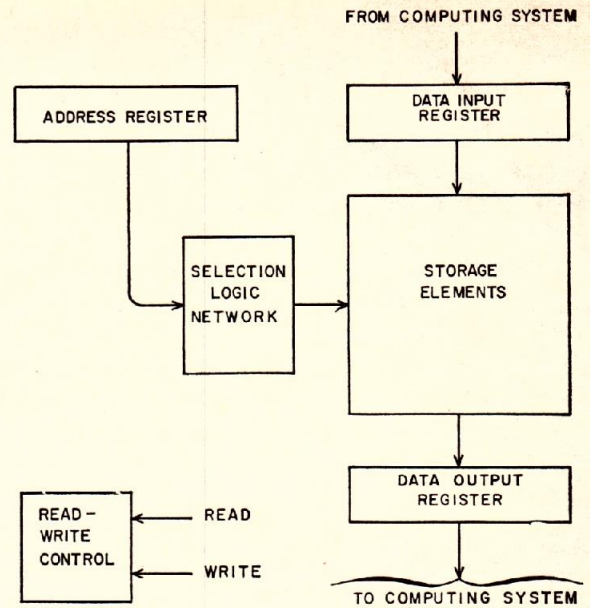 FROM COMPUTING SYSTEM
ADDRESS REGISTER
DATA INPUT
REGISTER
SELECTION
LOGIC
NETWORK
STORAGE
ELEMENTS
DATA OUTPUT
REGISTER
READ-
WRITE
CONTROL
READ
WRITE
TO COMPUTING SYSTEM